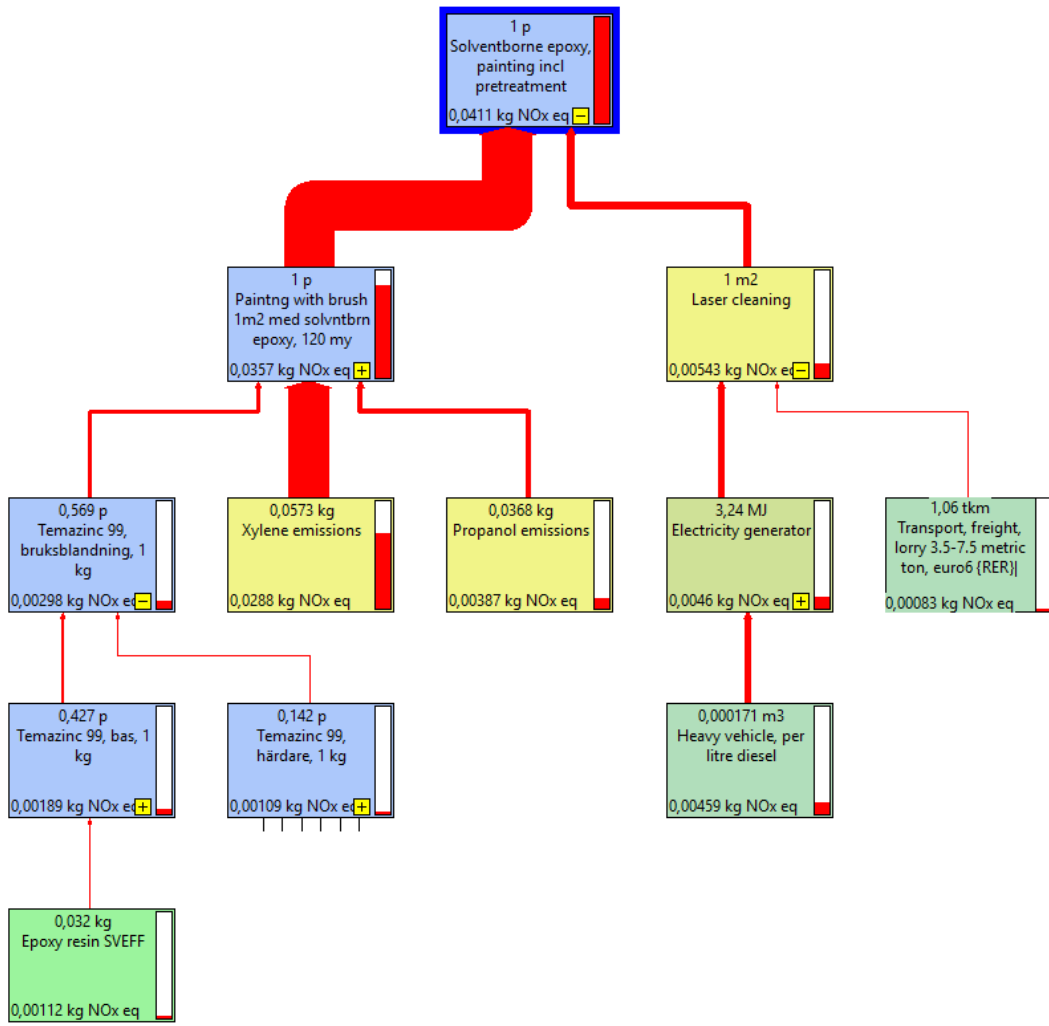 1 p
Solventborne epoxy,
painting incl
pretreatment
0,0411 kg NOx eq
1 p
Paintng with brush
1m2 med solvntbrn
epoxy, 120 my
0,0357 kg NOx eq
1 m2
Laser cleaning
0,00543 kg NOx eq
0,569 p
Temazinc 99,
bruksblandning, 1
kg
0,00298 kg NOx eq
0,0573 kg
Xylene emissions
0,0288 kg NOx eq
0,0368 kg
Propanol emissions
0,00387 kg NOx eq
3,24 MJ
Electricity generator
0,0046 kg NOx eq
1,06 tkm
Transport, freight,
lorry 3.5-7.5 metric
ton, euro6 {RER}|
0,00083 kg NOx eq
0,427 p
Temazinc 99, bas, 1
kg
0,00189 kg NOx eq
0,142 p
Temazinc 99,
härdare, 1 kg
0,00109 kg NOx eq
0,000171 m3
Heavy vehicle, per
litre diesel
0,00459 kg NOx eq
0,032 kg
Epoxy resin SVEFF
0,00112 kg NOx eq